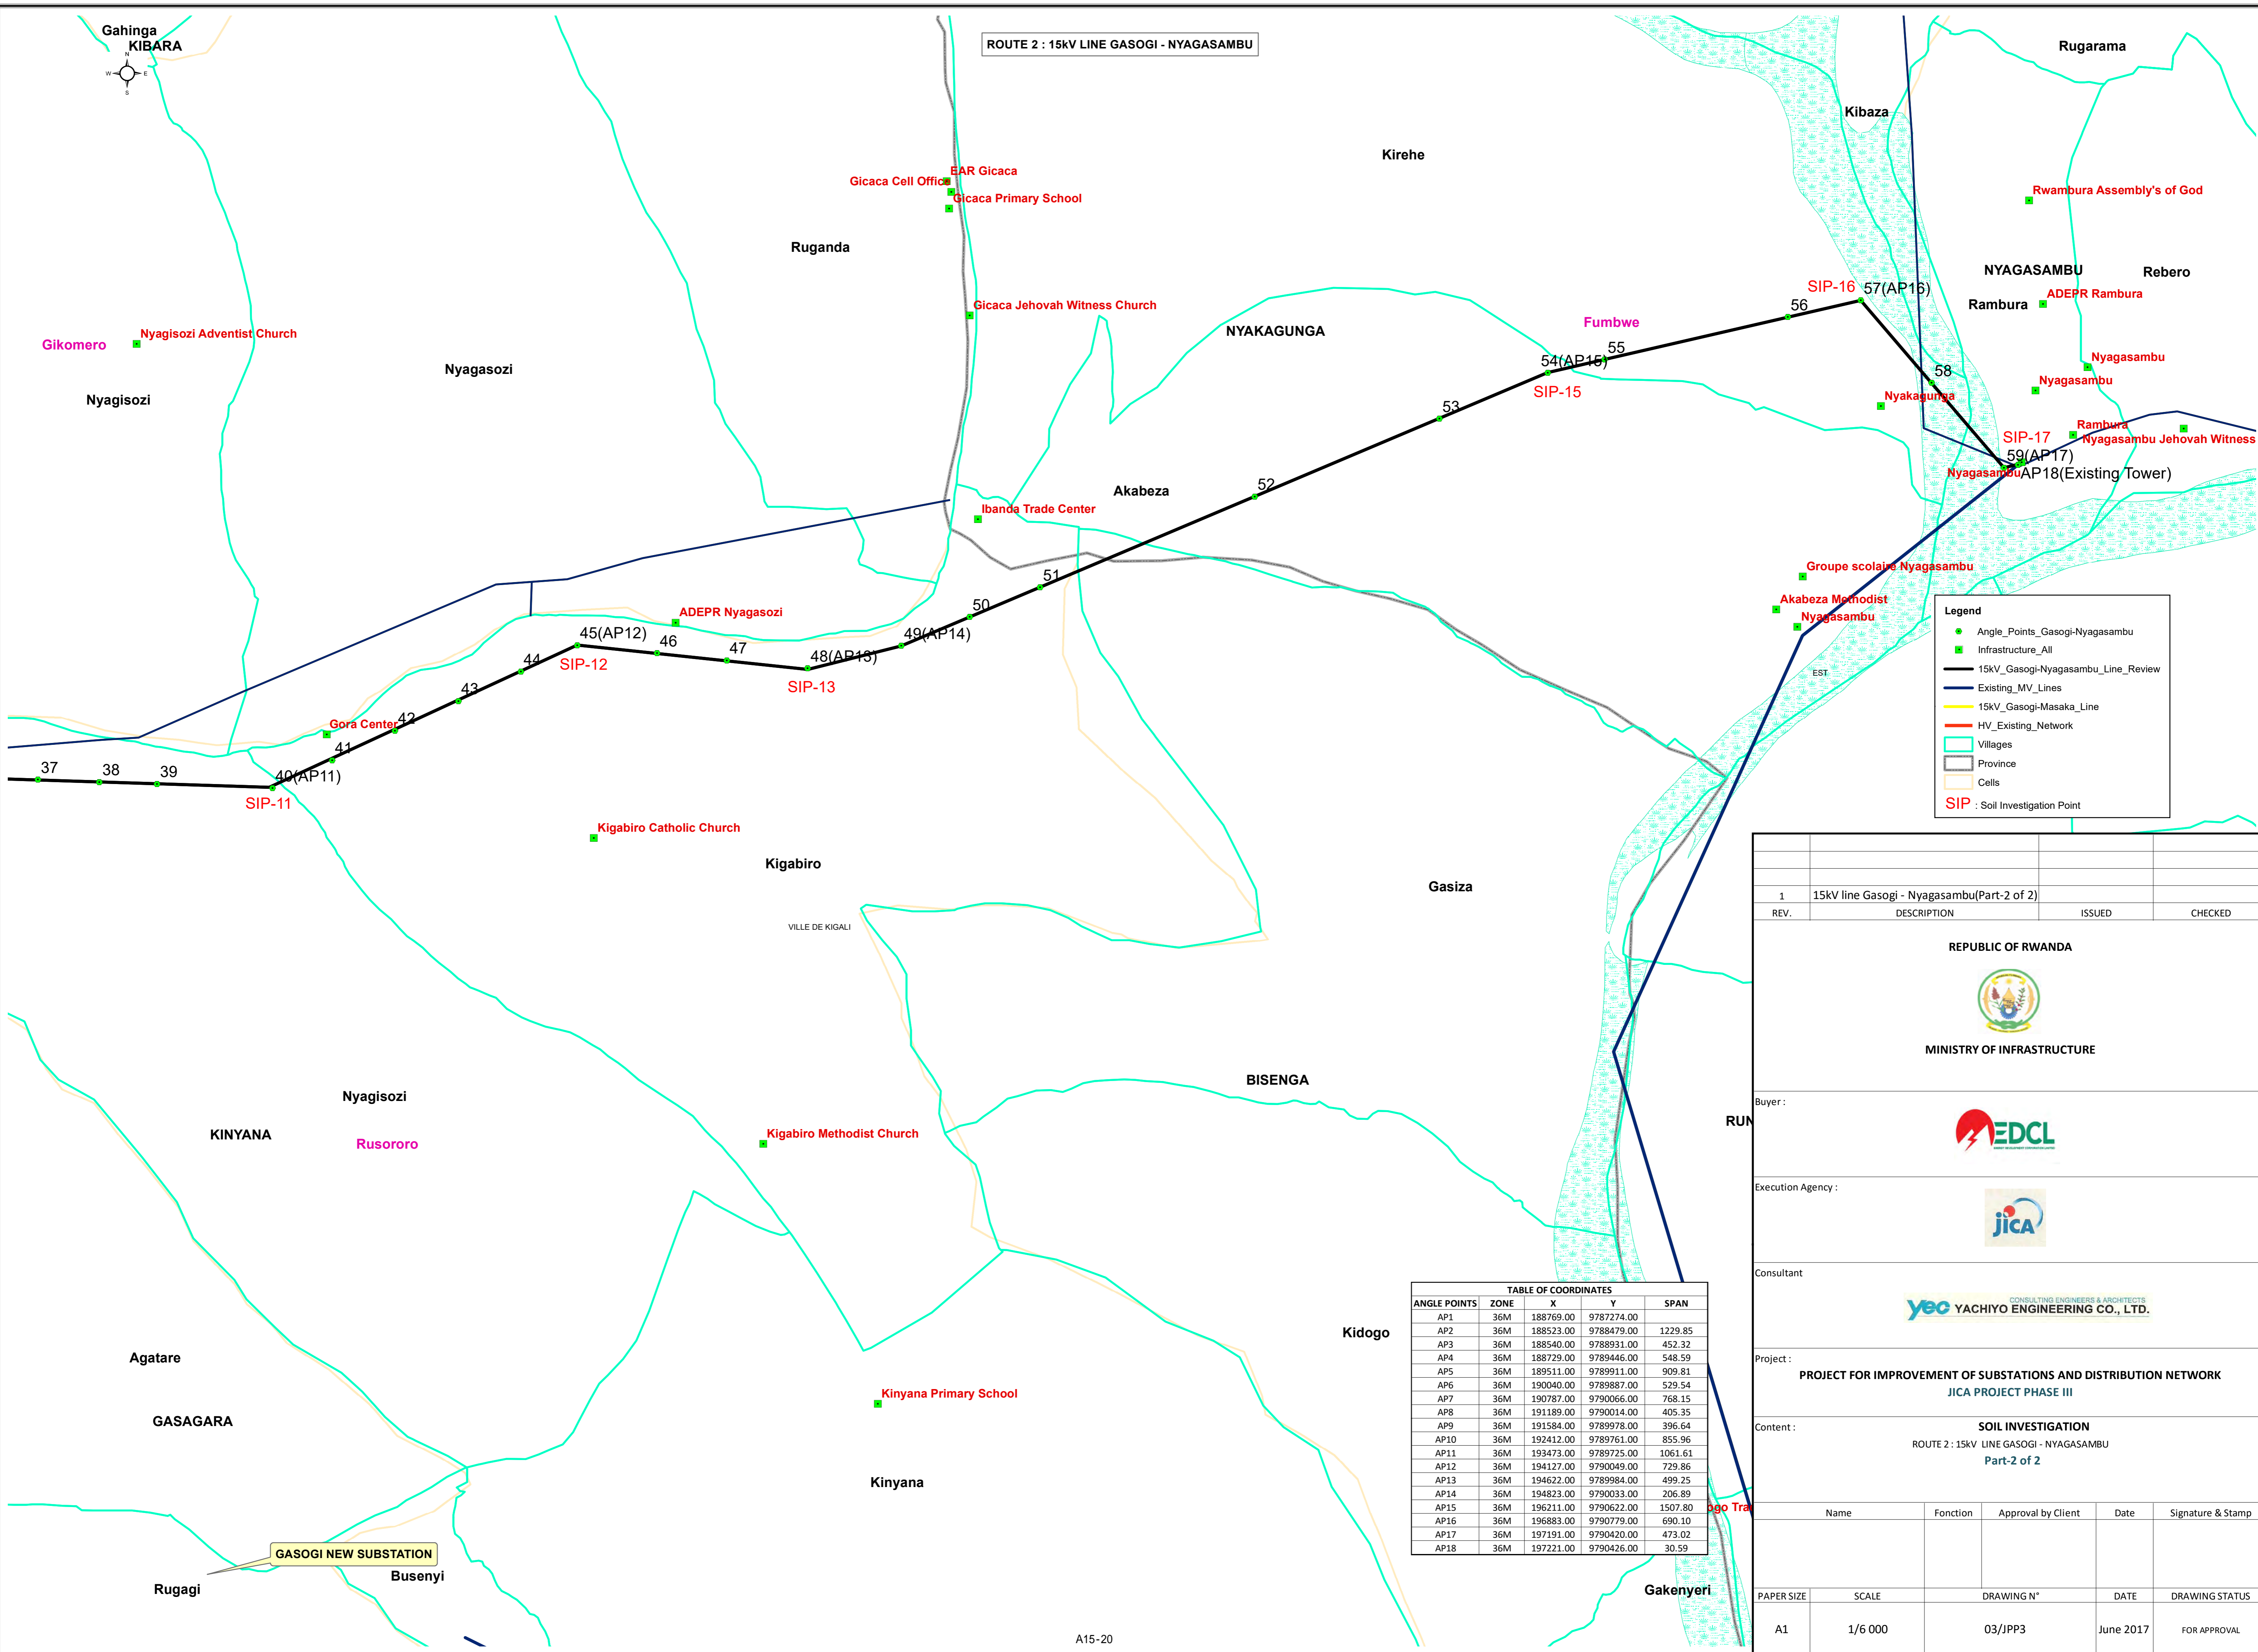 ROUTE 2 : 15kV LINE GASOGI - NYAGASAMBU
Gahinga
KIBARA
N
W
E
S
Rugarama
Kibaza
Kirehe
EAR Gicaca
Gicaca Cell Office
Gicaca Primary School
Rwambura Assembly's of God
Ruganda
NYAGASAMBU
Rebero
Rambura
ADEPR Rambura
SIP-16
57(AP16)
56
Gicaca Jehovah Witness Church
NYAKAGUNGA
Fumbwe
Nyagisozi Adventist Church
Gikomero
55
54(AP15)
SIP-15
Nyagasozi
Nyagisozi
Nyagasambu
58
Nyagasambu
Nyakagunga
53
Rambura
SIP-17
Nyagasambu Jehovah Witness
59(AP17)
Nyagasambu
AP18(Existing Tower)
52
Akabeza
Ibanda Trade Center
Groupe scolaire Nyagasambu
51
Akabeza Methodist
Nyagasambu
50
ADEPR Nyagasozi
45(AP12)
46
47
49(AP14)
48(AP13)
44
SIP-12
SIP-13
EST
43
42
Gora Center
41
37
38
39
40(AP11)
SIP-11
Legend
Angle_Points_Gasogi-Nyagasambu
Infrastructure_All
15kV_Gasogi-Nyagasambu_Line_Review
Existing_MV_Lines
15kV_Gasogi-Masaka_Line
HV_Existing_Network
Villages
Province
Cells
SIP : Soil Investigation Point
Kigabiro Catholic Church
Kigabiro
Gasiza
VILLE DE KIGALI
BISENGA
Nyagisozi
KINYANA
Rusororo
Kigabiro Methodist Church
RUN
Kidogo
Agatare
Kinyana Primary School
GASAGARA
Kinyana
ogo Tra
GASOGI NEW SUBSTATION
Busenyi
Rugagi
Gakenyeri
A15-20
TABLE OF COORDINATES
ANGLE POINTS ZONE X Y SPAN
AP1 36M 188769.00 9787274.00
AP2 36M 188523.00 9788479.00 1229.85
AP3 36M 188540.00 9788931.00 452.32
AP4 36M 188729.00 9789446.00 548.59
AP5 36M 189511.00 9789911.00 909.81
AP6 36M 190040.00 9789887.00 529.54
AP7 36M 190787.00 9790066.00 768.15
AP8 36M 191189.00 9790014.00 405.35
AP9 36M 191584.00 9789978.00 396.64
AP10 36M 192412.00 9789761.00 855.96
AP11 36M 193473.00 9789725.00 1061.61
AP12 36M 194127.00 9790049.00 729.86
AP13 36M 194622.00 9789984.00 499.25
AP14 36M 194823.00 9790033.00 206.89
AP15 36M 196211.00 9790622.00 1507.80
AP16 36M 196883.00 9790779.00 690.10
AP17 36M 197191.00 9790420.00 473.02
AP18 36M 197221.00 9790426.00 30.59
1 15kV line Gasogi - Nyagasambu(Part-2 of 2)
REV. DESCRIPTION ISSUED CHECKED
REPUBLIC OF RWANDA
MINISTRY OF INFRASTRUCTURE
Buyer :
EDCL
Execution Agency :
jICA
Consultant
CONSULTING ENGINEERS & ARCHITECTS
yec YACHIYO ENGINEERING CO., LTD.
Project :
PROJECT FOR IMPROVEMENT OF SUBSTATIONS AND DISTRIBUTION NETWORK
JICA PROJECT PHASE III
Content :
SOIL INVESTIGATION
ROUTE 2 : 15kV LINE GASOGI - NYAGASAMBU
Part-2 of 2
Name Fonction Approval by Client Date Signature & Stamp
PAPER SIZE SCALE DRAWING N° DATE DRAWING STATUS
A1 1/6 000 03/JPP3 June 2017 FOR APPROVAL